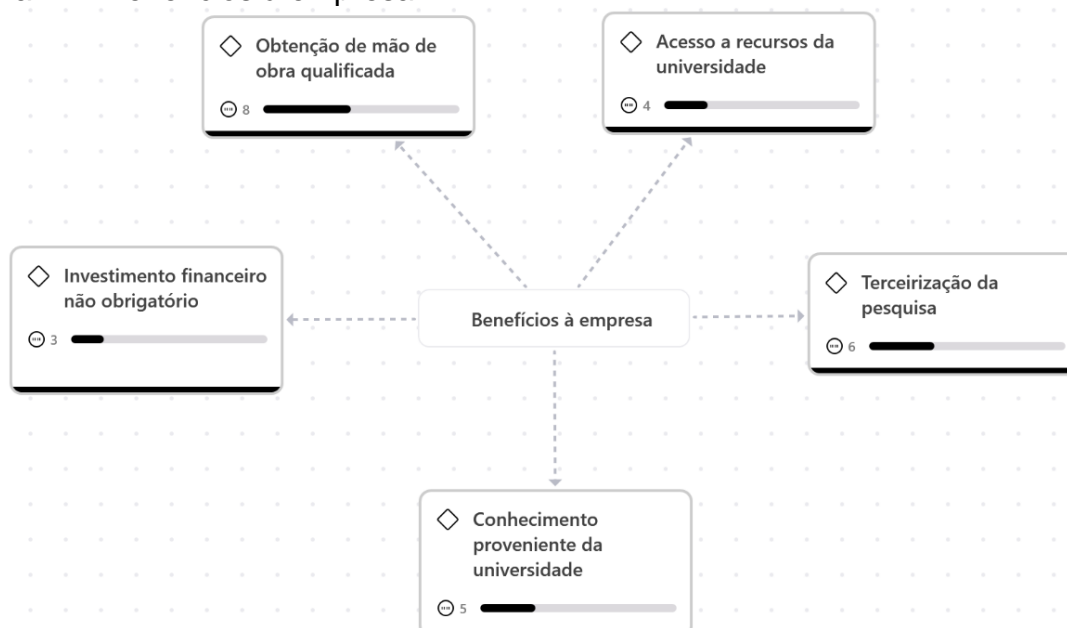 Obtenção de mão de
obra qualificada
8
Acesso a recursos da
universidade
4
Investimento financeiro
não obrigatório
3
Benefícios à empresa
Terceirização da
pesquisa
6
Conhecimento
proveniente da
universidade
5